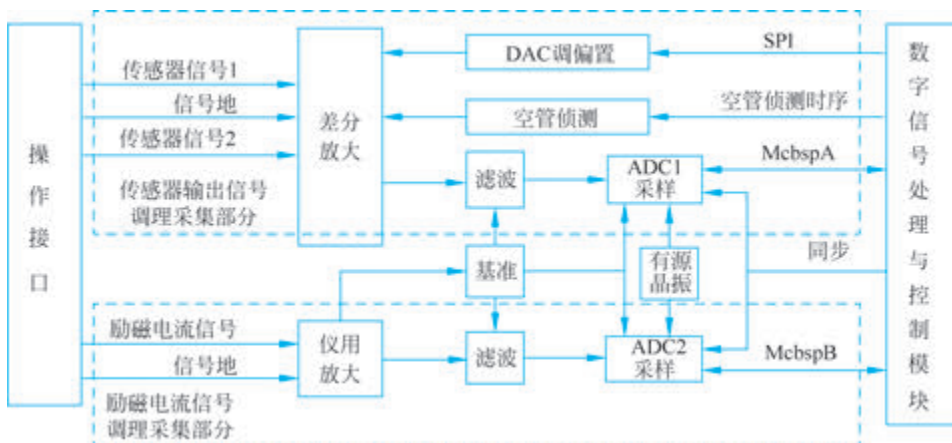 操作接口
传感器信号1
信号地
传感器信号2
传感器输出信号
调理采集部分
差分
放大
DAC调偏置
SPI
空管侦测
空管侦测时序
滤波
ADC1
采样
McbspA
基准
有源
晶振
同步
励磁电流信号
信号地
励磁电流信号
调理采集部分
仪用
放大
滤波
ADC2
采样
McbspB
数字信号处理与控制模块